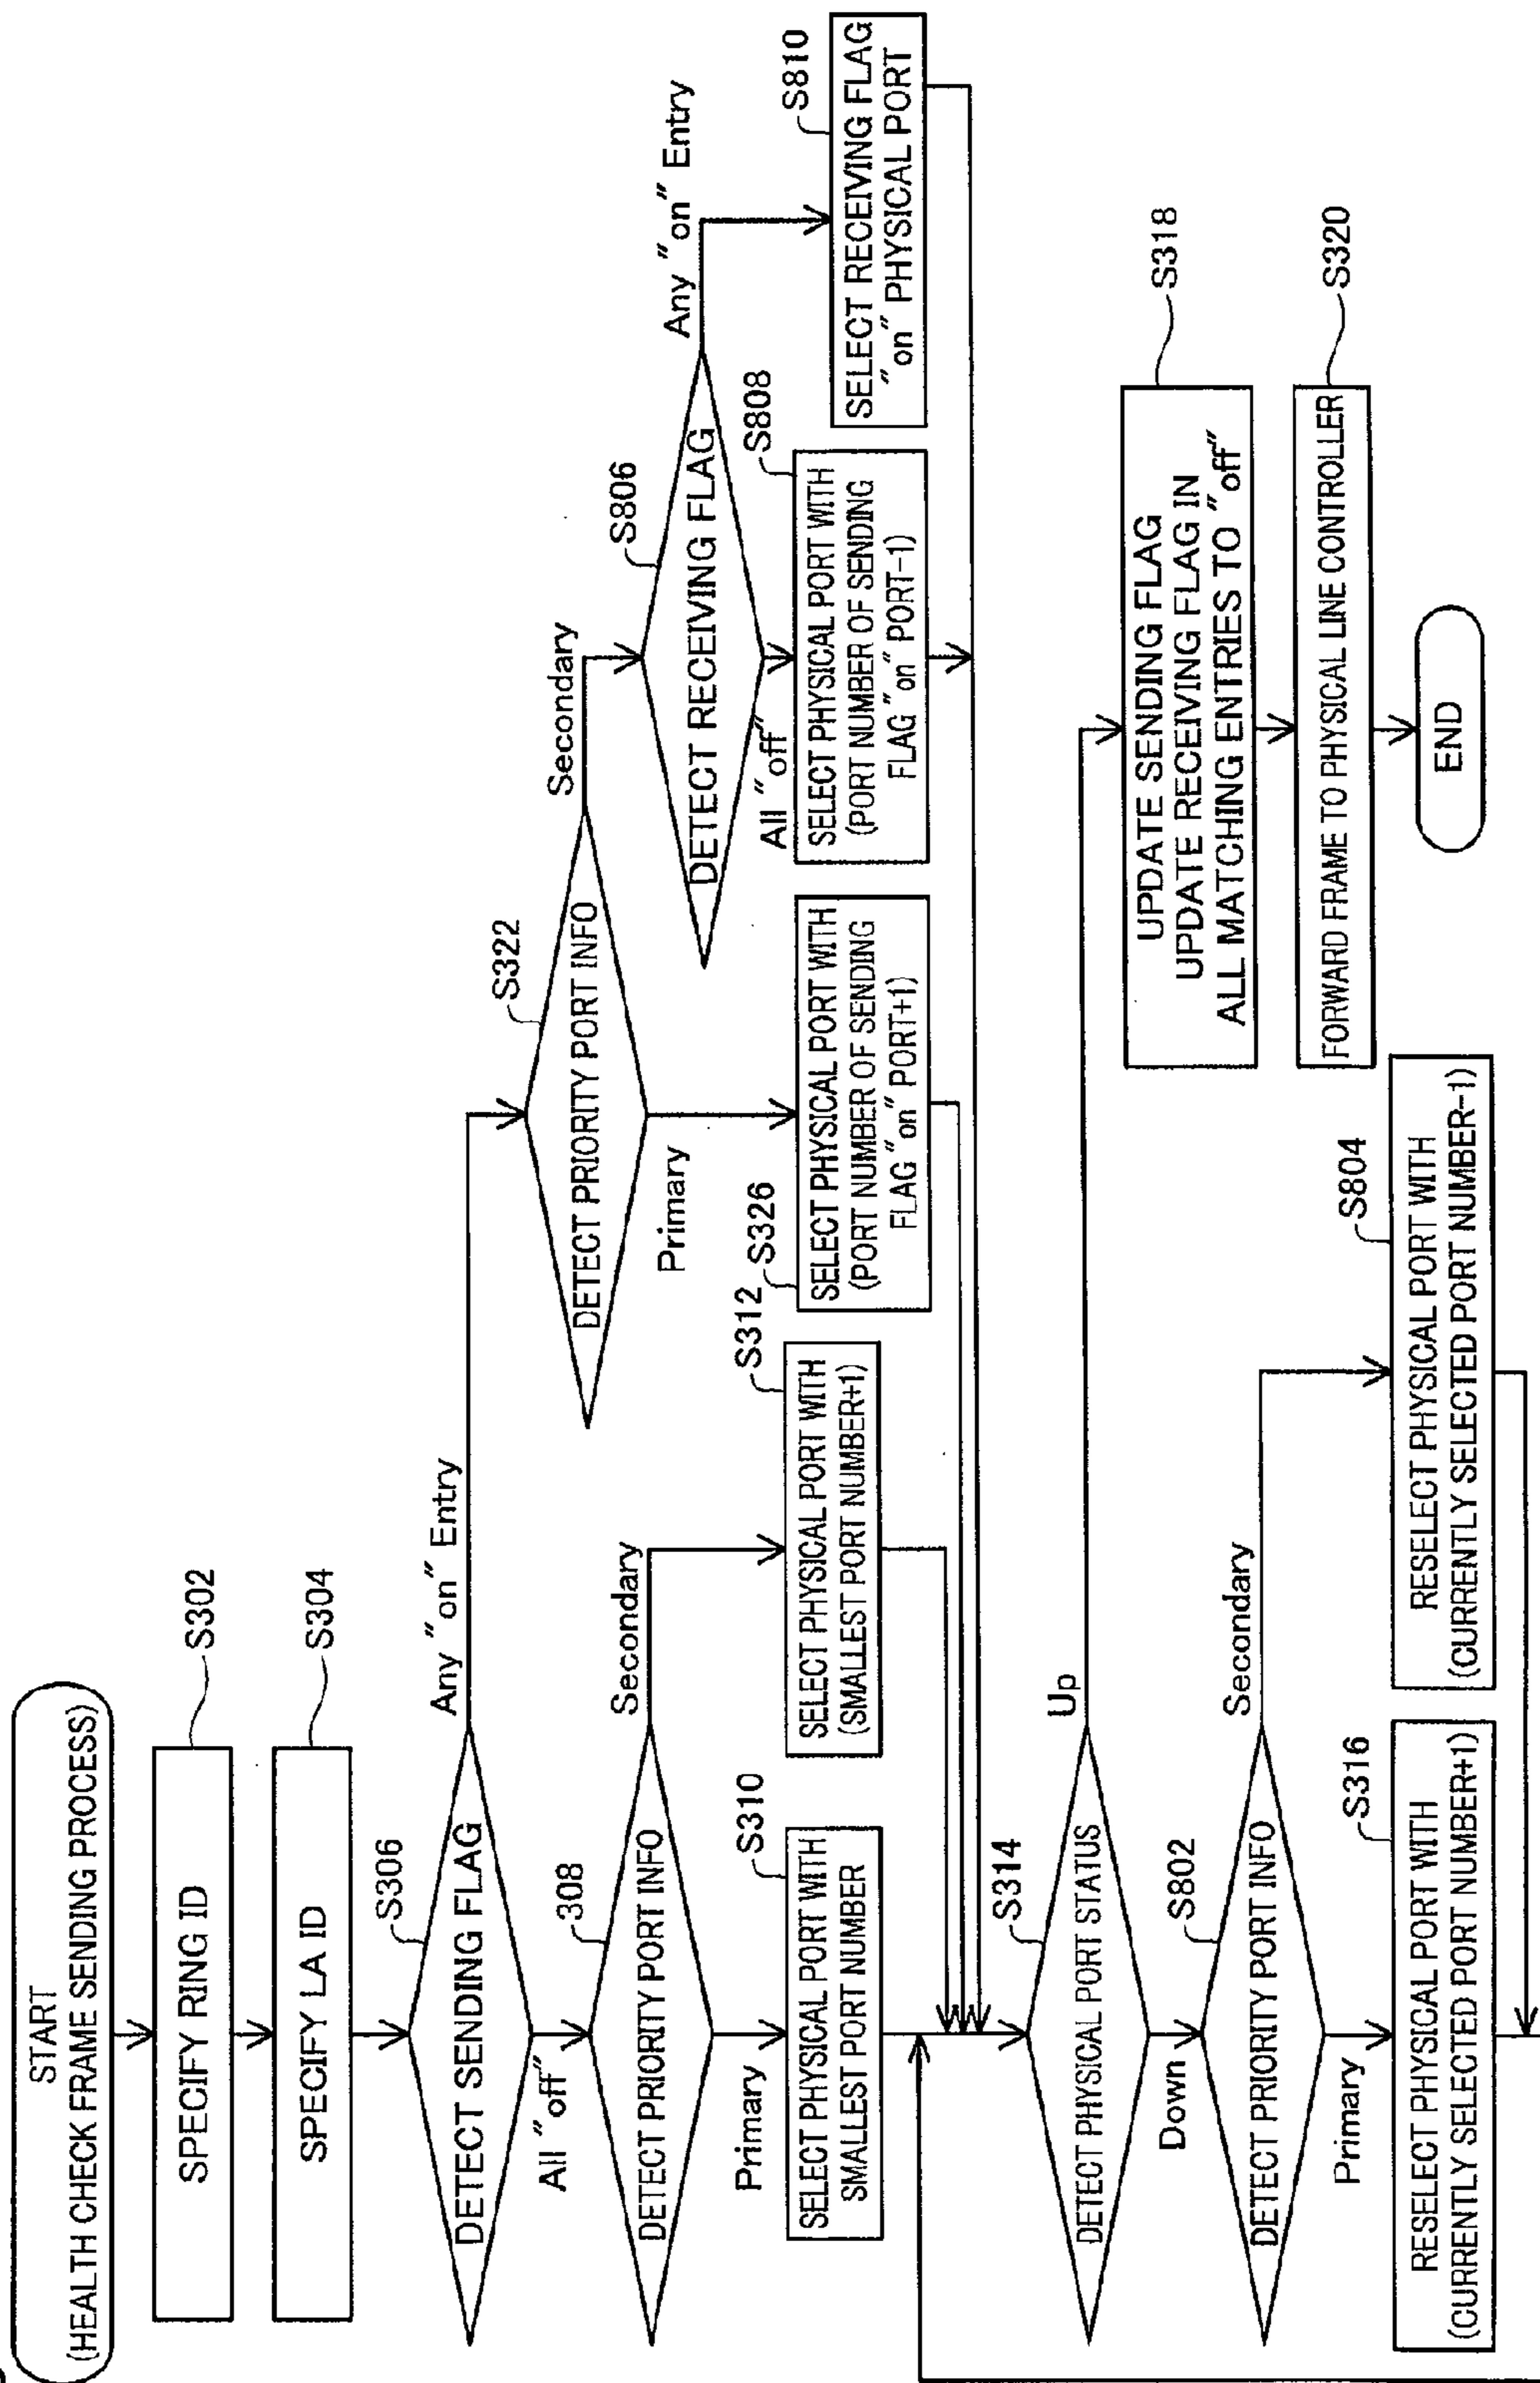 START
(HEALTH CHECK FRAME SENDING PROCESS)
SPECIFY RING ID
S302
SPECIFY LA ID
S304
DETECT SENDING FLAG
S306
Any "on" Entry
All "off"
DETECT PRIORITY PORT INFO
308
Secondary
Primary
SELECT PHYSICAL PORT WITH
SMALLEST PORT NUMBER
S310
SELECT PHYSICAL PORT WITH
(SMALLEST PORT NUMBER+1)
S312
DETECT PRIORITY PORT INFO
S322
Secondary
Primary
SELECT PHYSICAL PORT WITH
(PORT NUMBER OF SENDING
FLAG "on" PORT+1)
S326
DETECT RECEIVING FLAG
S806
Any "on" Entry
All "off"
SELECT PHYSICAL PORT WITH
(PORT NUMBER OF SENDING
FLAG "on" PORT-1)
S808
SELECT RECEIVING FLAG
"on" PHYSICAL PORT
S810
DETECT PHYSICAL PORT STATUS
S314
Up
Down
DETECT PRIORITY PORT INFO
S802
Secondary
Primary
RESELECT PHYSICAL PORT WITH
(CURRENTLY SELECTED PORT NUMBER+1)
S316
RESELECT PHYSICAL PORT WITH
(CURRENTLY SELECTED PORT NUMBER-1)
S804
UPDATE SENDING FLAG
UPDATE RECEIVING FLAG IN
ALL MATCHING ENTRIES TO "off"
S318
FORWARD FRAME TO PHYSICAL LINE CONTROLLER
S320
END